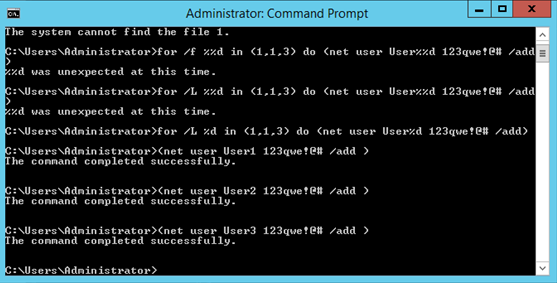 Administrator: Command Prompt
The system cannot find the file 1.
C:\Users\Administrator>for /f %%d in (1,1,3) do (net user User%%d 123qwe!@# /add
)
%%d was unexpected at this time.
C:\Users\Administrator>for /L %%d in (1,1,3) do (net user User%%d 123qwe!@# /add
)
%%d was unexpected at this time.
C:\Users\Administrator>for /L %d in (1,1,3) do (net user User%d 123qwe!@# /add)
C:\Users\Administrator>(net user User1 123qwe!@# /add )
The command completed successfully.
C:\Users\Administrator>(net user User2 123qwe!@# /add )
The command completed successfully.
C:\Users\Administrator>(net user User3 123qwe!@# /add )
The command completed successfully.
C:\Users\Administrator>